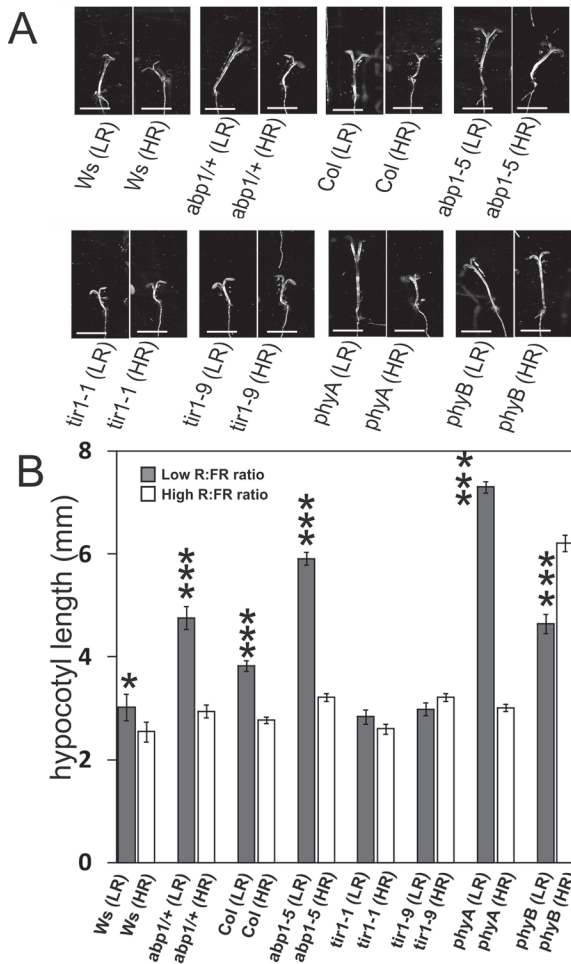 A
Ws (LR)
Ws (HR)
abp1/+ (LR)
abp1/+ (HR)
Col (LR)
Col (HR)
abp1-5 (LR)
abp1-5 (HR)
tir1-1 (LR)
tir1-1 (HR)
tir1-9 (LR)
tir1-9 (HR)
phyA (LR)
phyA (HR)
phyB (LR)
phyB (HR)
B
hypocotyl length (mm)
8
6
4
2
0
Low R:FR ratio
High R:FR ratio
*
***
***
***
***
***
Ws (LR)
Ws (HR)
abp1/+ (LR)
abp1/+ (HR)
Col (LR)
Col (HR)
abp1-5 (LR)
abp1-5 (HR)
tir1-1 (LR)
tir1-1 (HR)
tir1-9 (LR)
tir1-9 (HR)
phyA (LR)
phyA (HR)
phyB (LR)
phyB (HR)